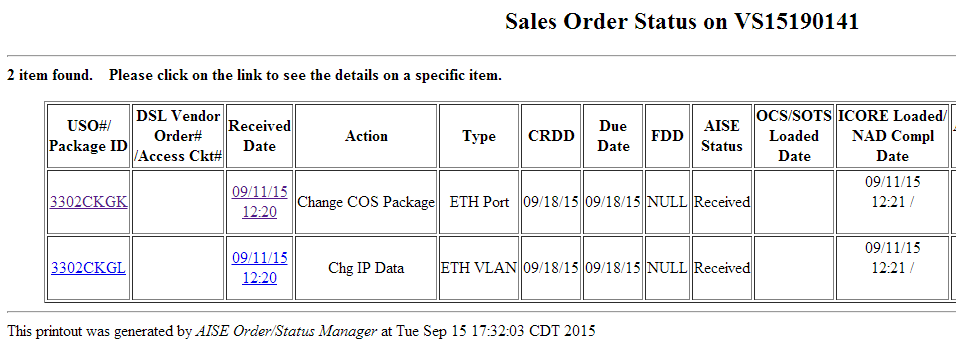 Sales Order Status on VS15190141
2 item found. Please click on the link to see the details on a specific item.
USO#/
Package ID
DSL Vendor
Order#
/Access Ckt#
Received
Date
Action
Type
CRDD
Due
Date
FDD
AISE
Status
OCS/SOTS
Loaded
Date
ICORE Loaded/
NAD Compl
Date
3302CKGK
09/11/15
12:20
Change COS Package
ETH Port
09/18/15
09/18/15
NULL
Received
09/11/15
12:21 /
3302CKGL
09/11/15
12:20
Chg IP Data
ETH VLAN
09/18/15
09/18/15
NULL
Received
09/11/15
12:21 /
This printout was generated by AISE Order/Status Manager at Tue Sep 15 17:32:03 CDT 2015